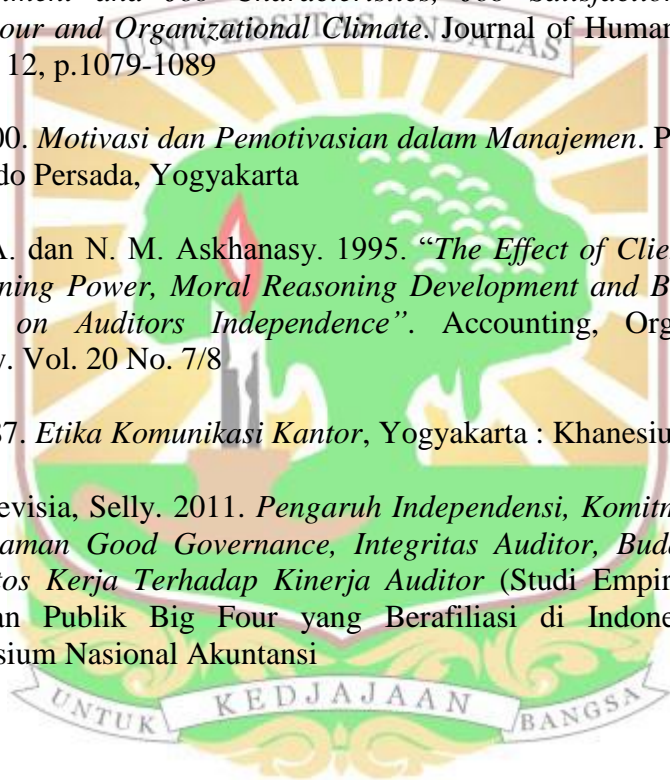 and Job Characteristics, Job Satisfaction
our and Organizational Climate. Journal of Human
12, p.1079-1089
UNIVERSITAS ANDALAS
00. Motivasi dan Pemotivasian dalam Manajemen. P
do Persada, Yogyakarta
A. dan N. M. Askhanasy. 1995. “The Effect of Clie
ning Power, Moral Reasoning Development and B
on Auditors Independence”. Accounting, Org
y. Vol. 20 No. 7/8
37. Etika Komunikasi Kantor, Yogyakarta : Khanesiu
evisia, Selly. 2011. Pengaruh Independensi, Komitm
aman Good Governance, Integritas Auditor, Buda
tos Kerja Terhadap Kinerja Auditor (Studi Empir
an Publik Big Four yang Berafiliasi di Indone
sium Nasional Akuntansi
UNTUK KEDJAJAAN BANGSA